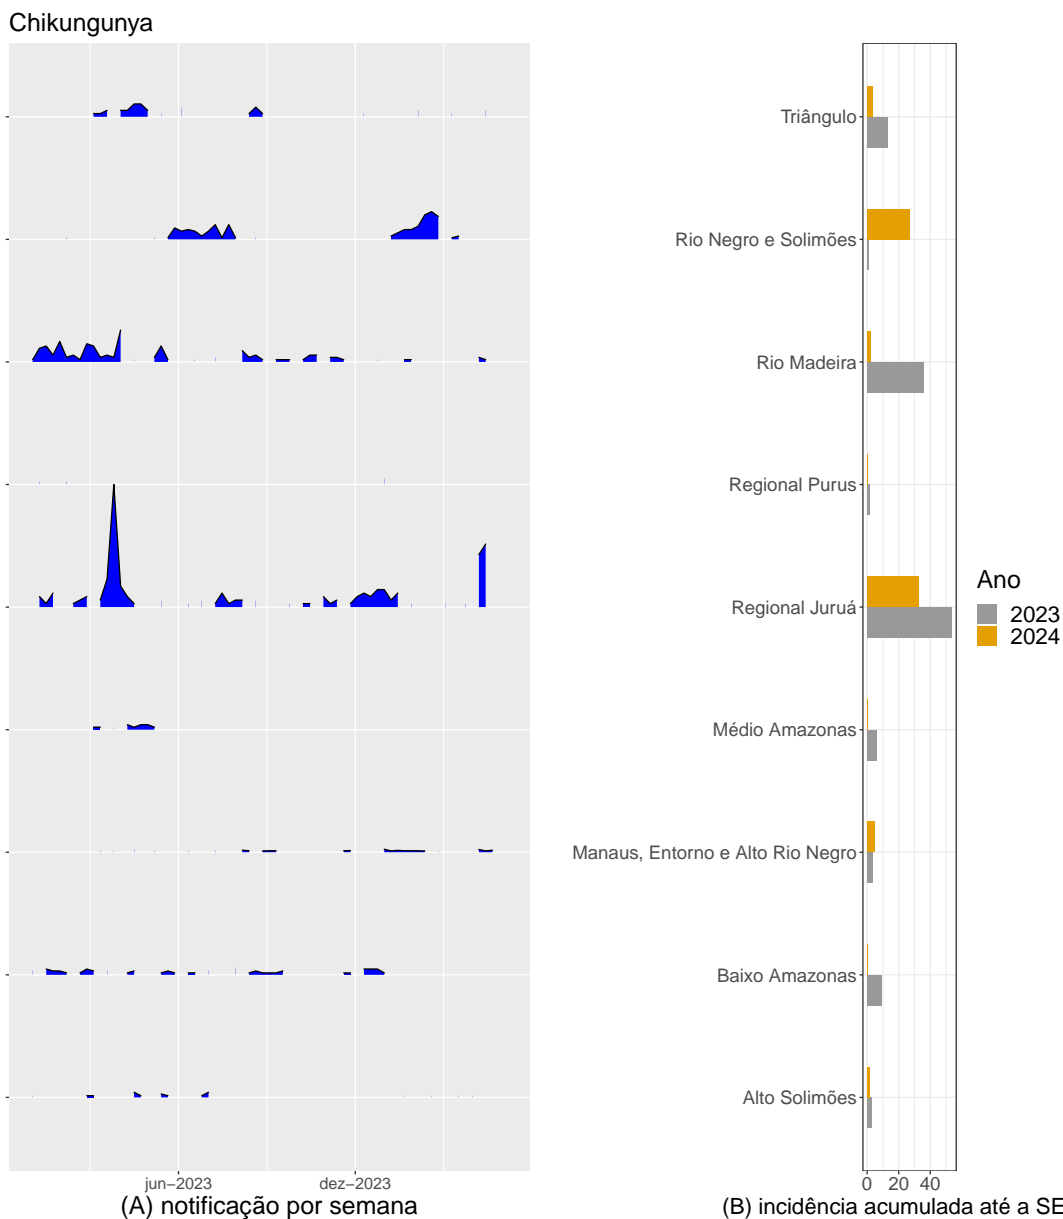 Chikungunya
Triângulo
Rio Negro e Solimões
Rio Madeira
Regional Purus
Regional Juruá
Médio Amazonas
Manaus, Entorno e Alto Rio Negro
Baixo Amazonas
Alto Solimões
Ano
2023
2024
jun−2023
dez−2023
0
20
40
(A) notificação por semana
(B) incidência acumulada até a SE